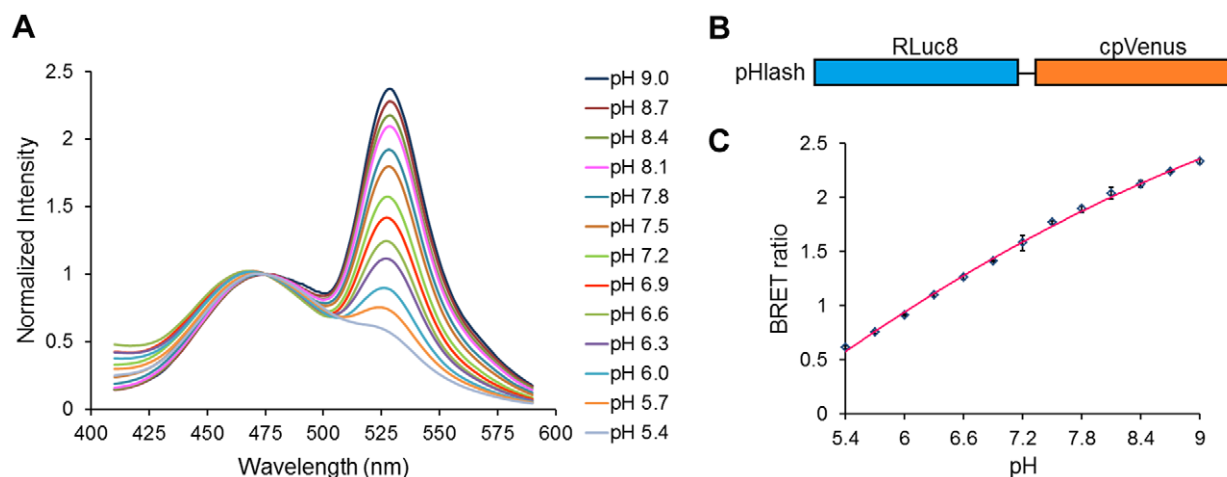 A
Normalized Intensity
2.5
2
1.5
1
0.5
0
400 425 450 475 500 525 550 575 600
Wavelength (nm)
pH 9.0
pH 8.7
pH 8.4
pH 8.1
pH 7.8
pH 7.5
pH 7.2
pH 6.9
pH 6.6
pH 6.3
pH 6.0
pH 5.7
pH 5.4
B
RLuc8 cpVenus
pHlash
C
BRET ratio
2.5
2
1.5
1
0.5
0
5.4 6 6.6 7.2 7.8 8.4 9
pH